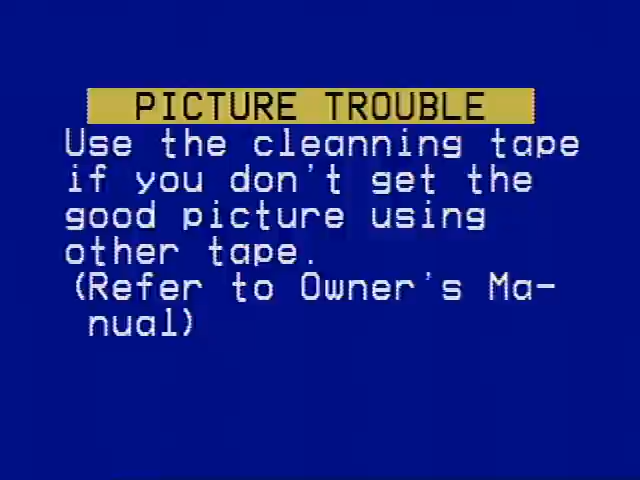 PICTURE TROUBLE
Use the cleanning tape
if you don't get the
good picture using
other tape.
(Refer to Owner's Ma-
nual)